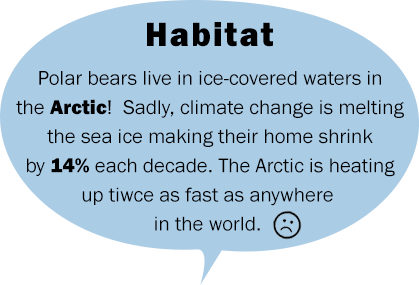 Habitat
Polar bears live in ice-covered waters in
the Arctic! Sadly, climate change is melting
the sea ice making their home shrink
by 14% each decade. The Arctic is heating
up tiwce as fast as anywhere
in the world.